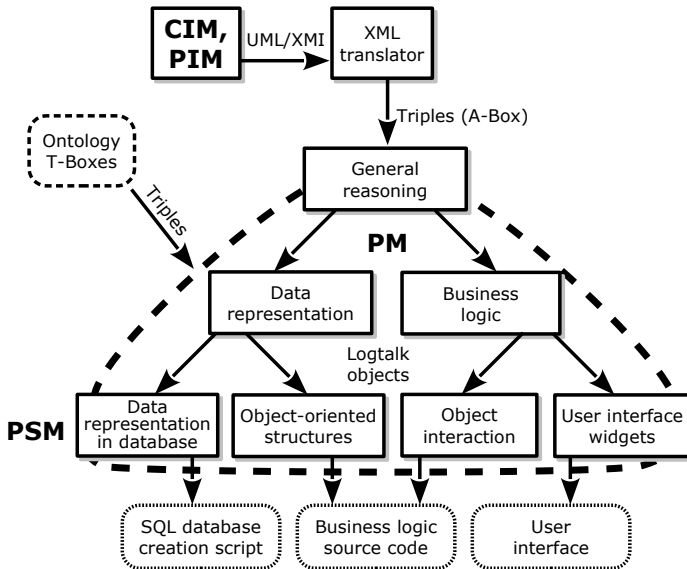 CIM,
PIM
UML/XMI
XML
translator
Triples (A-Box)
Ontology
T-Boxes
General
reasoning
Triples
PM
Data
representation
Business
logic
Logtalk
objects
PSM
Data
representation
in database
Object-oriented
structures
Object
interaction
User interface
widgets
SQL database
creation script
Business logic
source code
User
interface